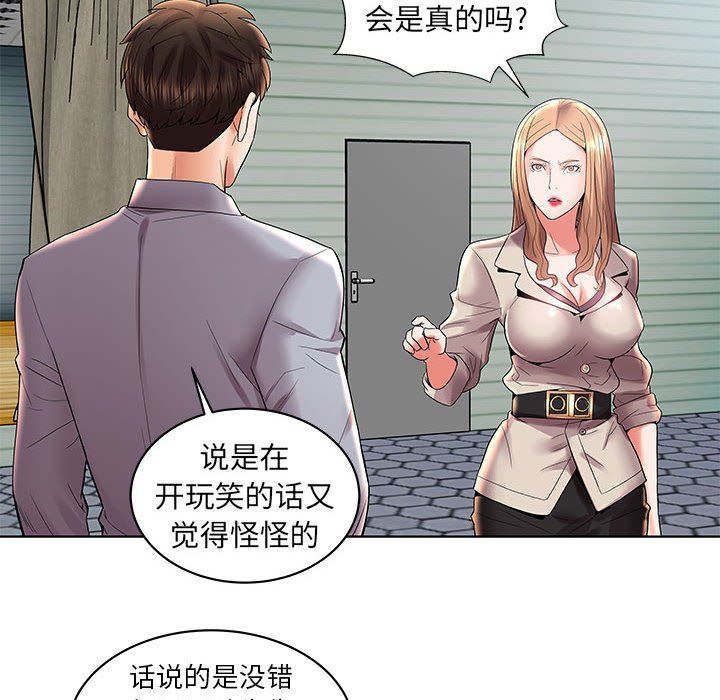 会是真的吗?
说是在
开玩笑的话又
觉得怪怪的
话说的是没错